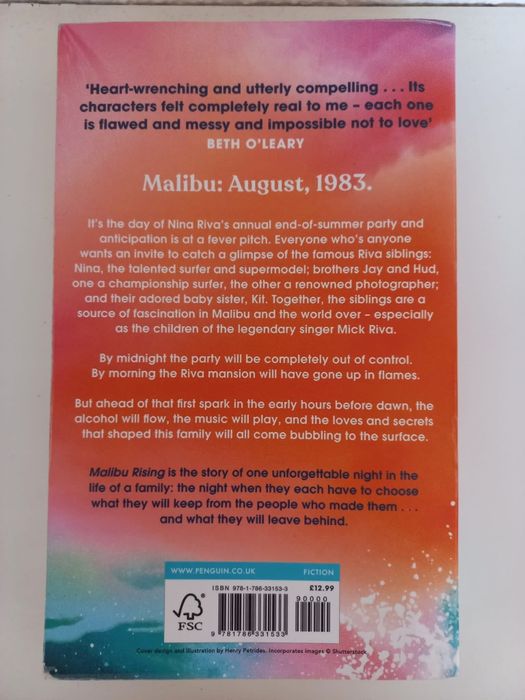 ‘Heart-wrenching and utterly compelling . . . Its
characters felt completely real to me – each one
is flawed and messy and impossible not to love’
BETH O’LEARY
Malibu: August, 1983.
It’s the day of Nina Riva’s annual end-of-summer party and
anticipation is at a fever pitch. Everyone who’s anyone
wants an invite to catch a glimpse of the famous Riva siblings:
Nina, the talented surfer and supermodel; brothers Jay and Hud,
one a championship surfer, the other a renowned photographer;
and their adored baby sister, Kit. Together, the siblings are a
source of fascination in Malibu and the world over – especially
as the children of the legendary singer Mick Riva.
By midnight the party will be completely out of control.
By morning the Riva mansion will have gone up in flames.
But ahead of that first spark in the early hours before dawn, the
alcohol will flow, the music will play, and the loves and secrets
that shaped this family will all come bubbling to the surface.
Malibu Rising is the story of one unforgettable night in the
life of a family: the night when they each have to choose
what they will keep from the people who made them . . .
and what they will leave behind.
WWW.PENGUIN.CO.UK FICTION
ISBN 978-1-786-33153-3 £12.99
90000
FSC
9 781786 331533
Cover design and illustration by Henry Petrides. Incorporates images © Shutterstock.